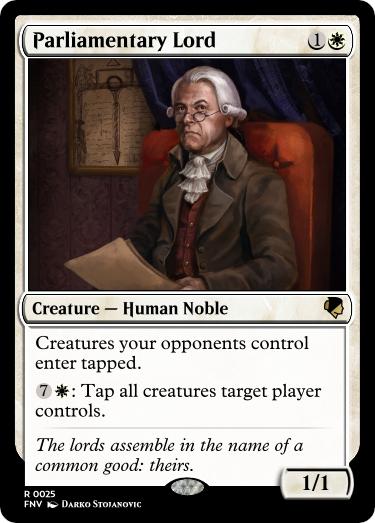 Parliamentary Lord 1
Creature — Human Noble
Creatures your opponents control
enter tapped.
7 : Tap all creatures target player
controls.
The lords assemble in the name of a
common good: theirs.
1/1
R 0025
FNV Darko Stojanovic